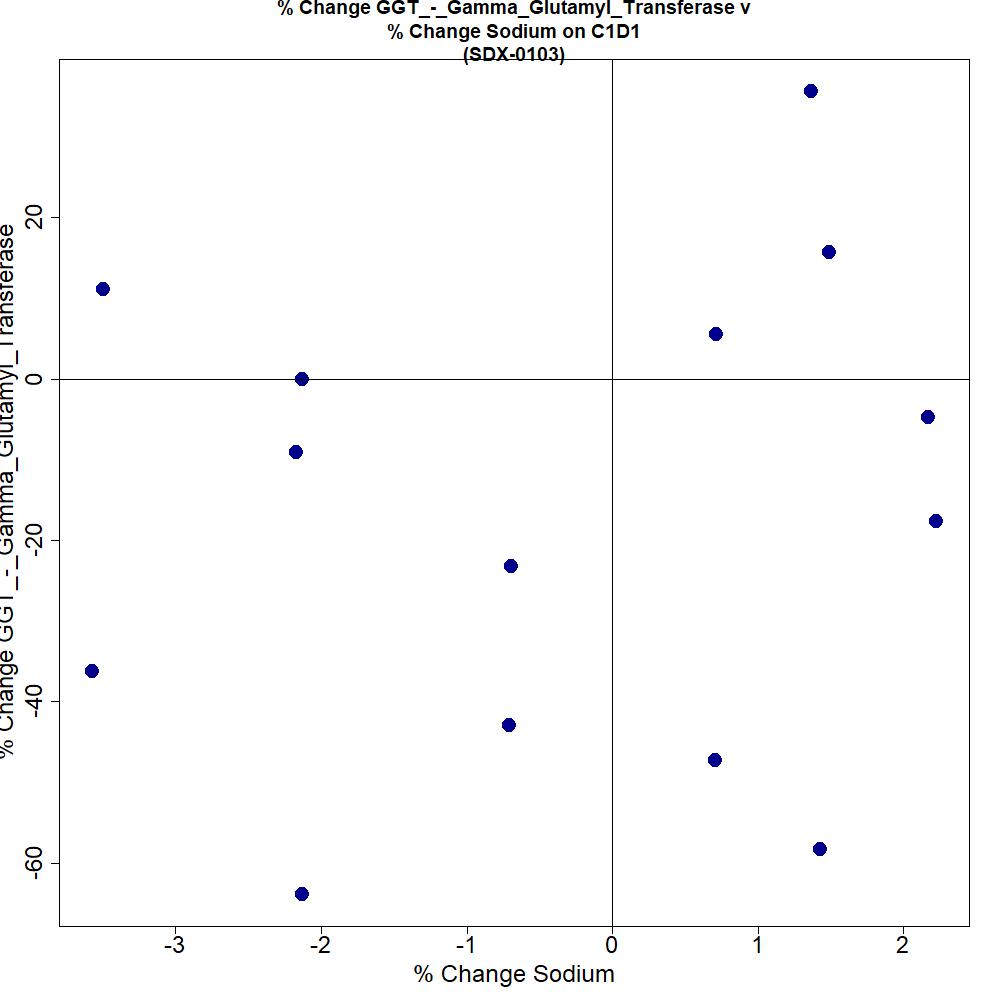 % Change GGT_-_Gamma_Glutamyl_Transferase v
% Change Sodium on C1D1
(SDX-0103)
% Change GGT_-_Gamma_Glutamyl_Transferase
20
0
-20
-40
-60
-3
-2
-1
0
1
2
% Change Sodium